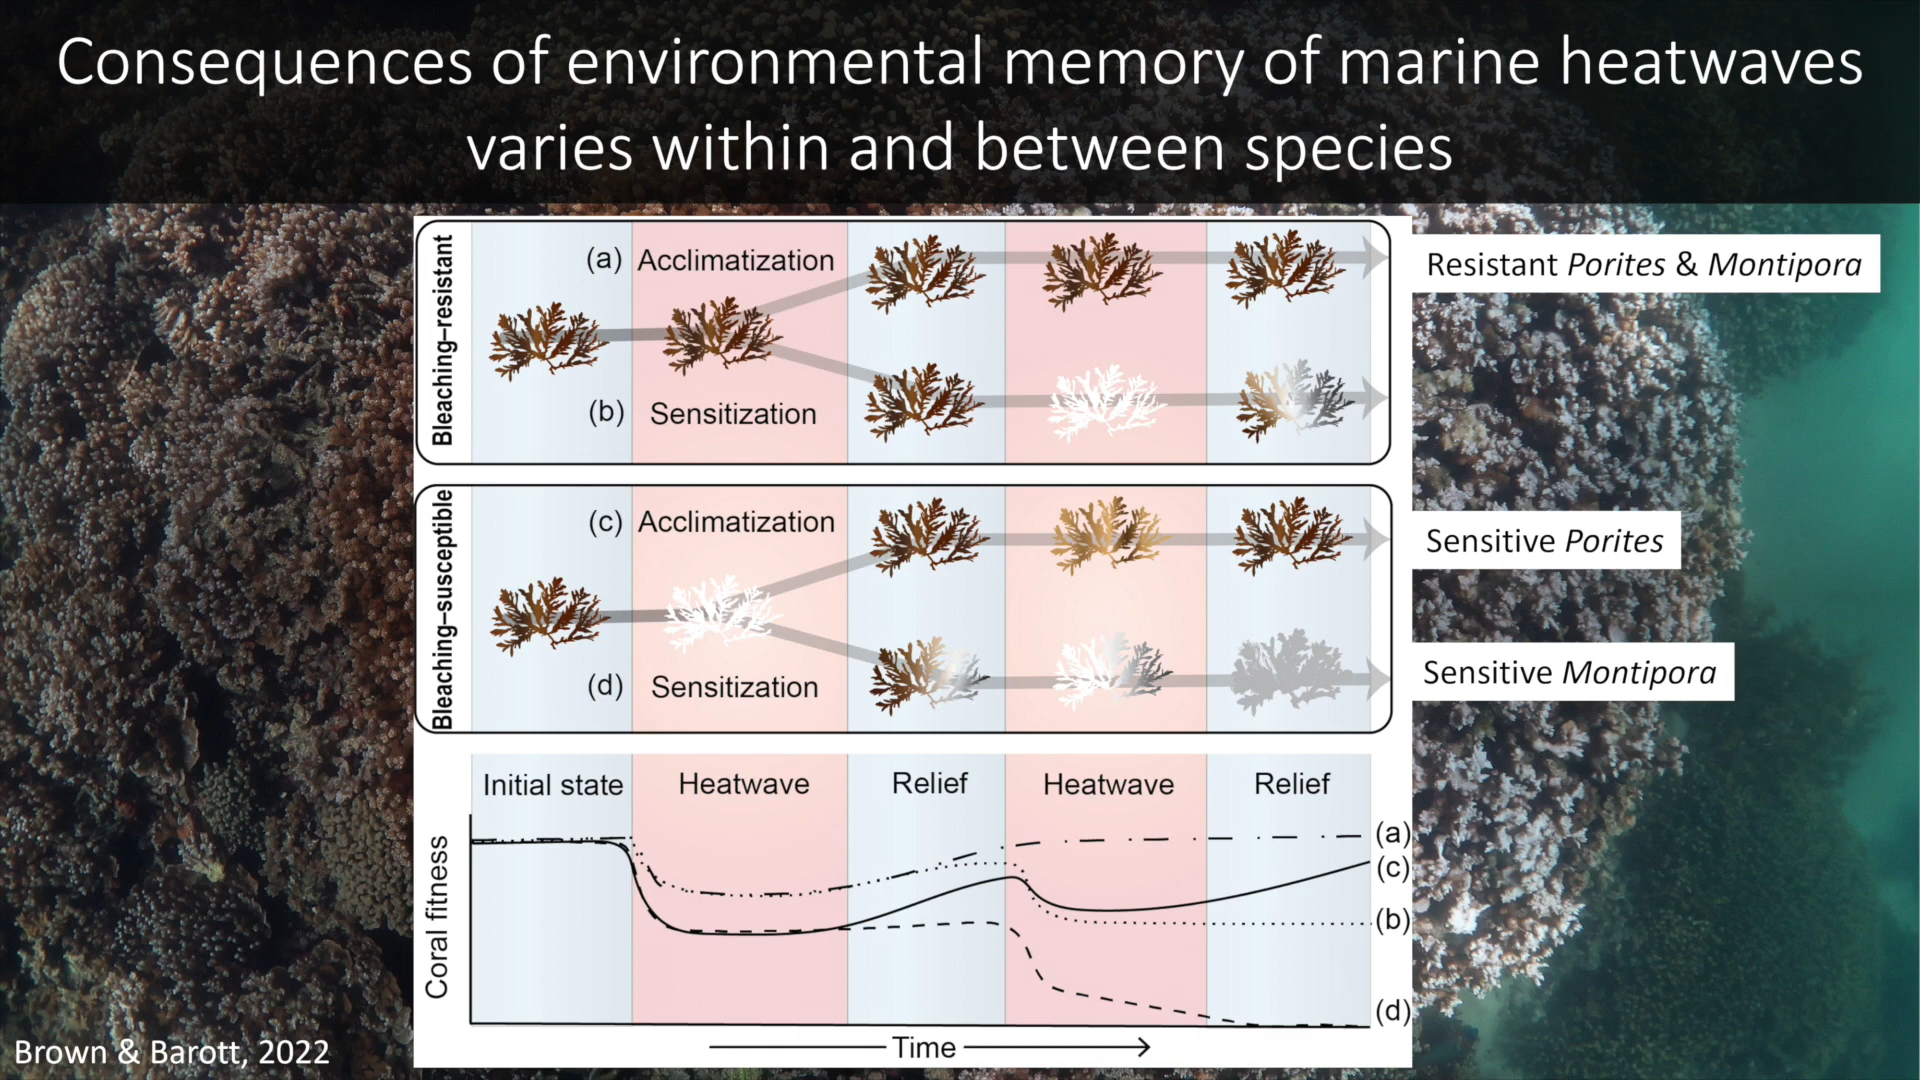 Consequences of environmental memory of marine heatwaves
varies within and between species
Bleaching–resistant
(a) Acclimatization
(b) Sensitization
Resistant Porites & Montipora
Bleaching–susceptible
(c) Acclimatization
(d) Sensitization
Sensitive Porites
Sensitive Montipora
Initial state Heatwave Relief Heatwave Relief
Coral fitness
(a)
(c)
(b)
(d)
Time
Brown & Barott, 2022